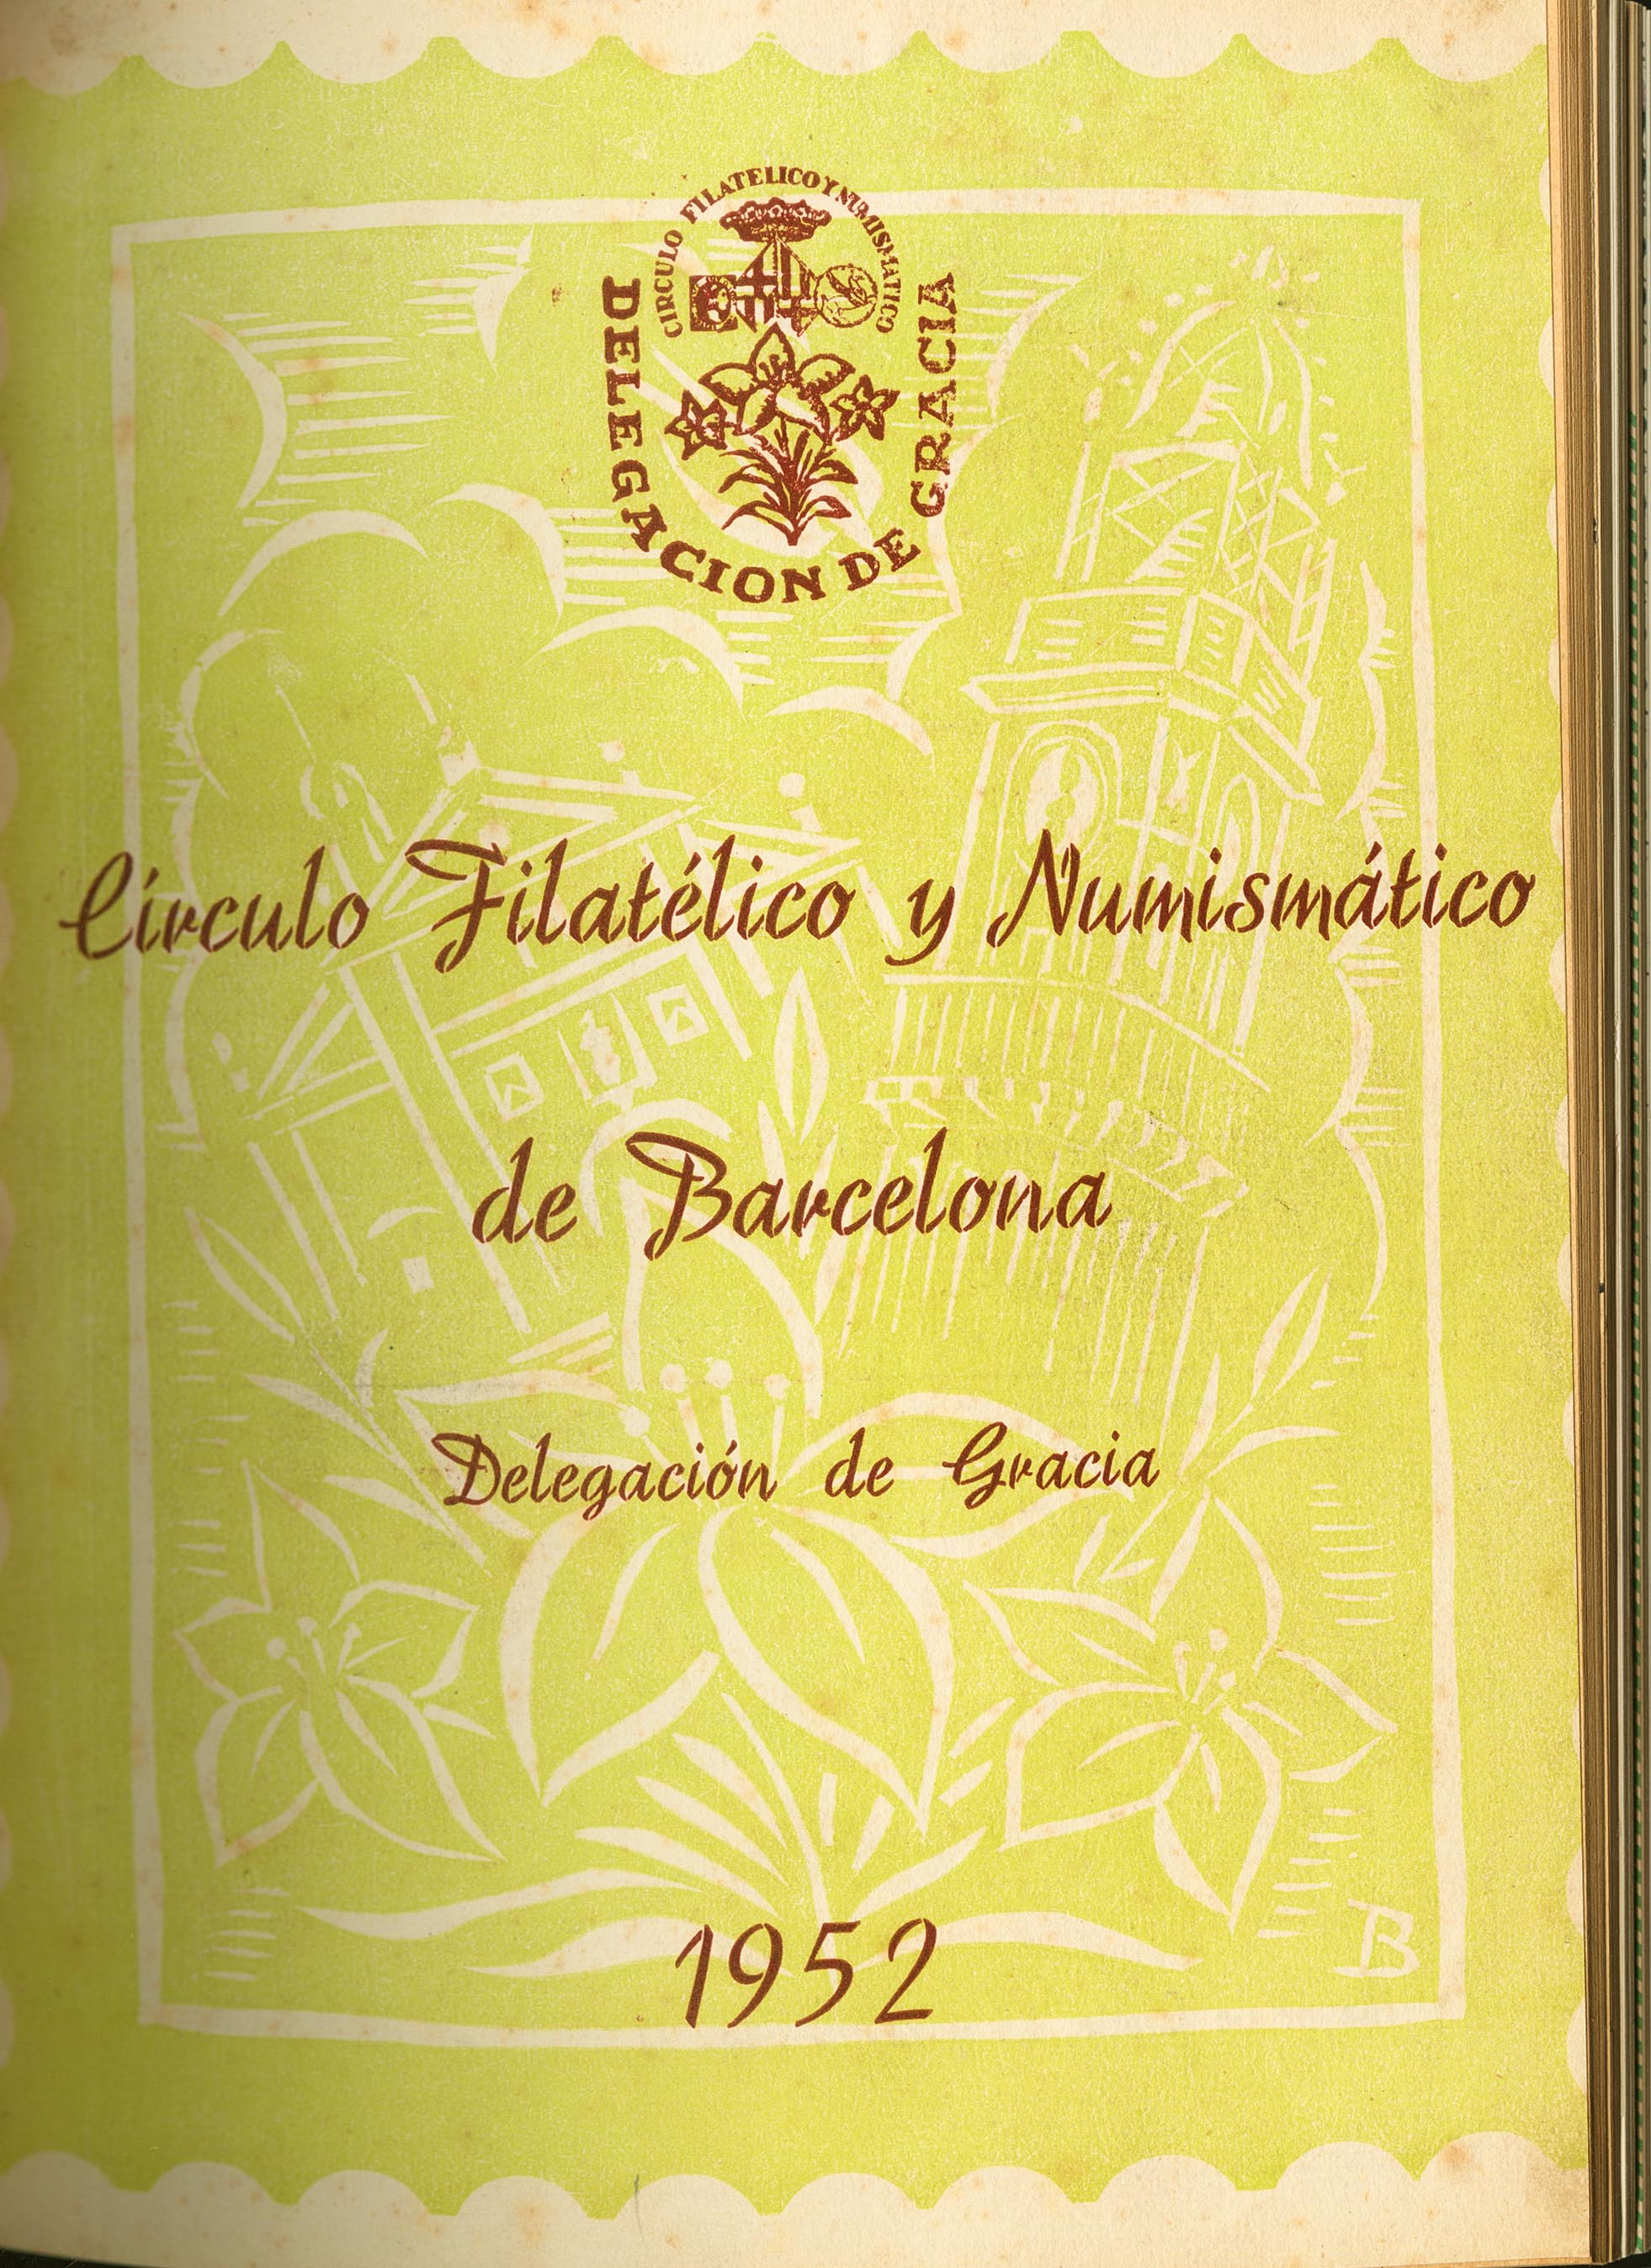 CIRCULO FILATELICO Y NUMISMATICO
DELEGACION DE GRACIA
Círculo Filatélico y Numismático
de Barcelona
Delegación de Gracia
1952
B